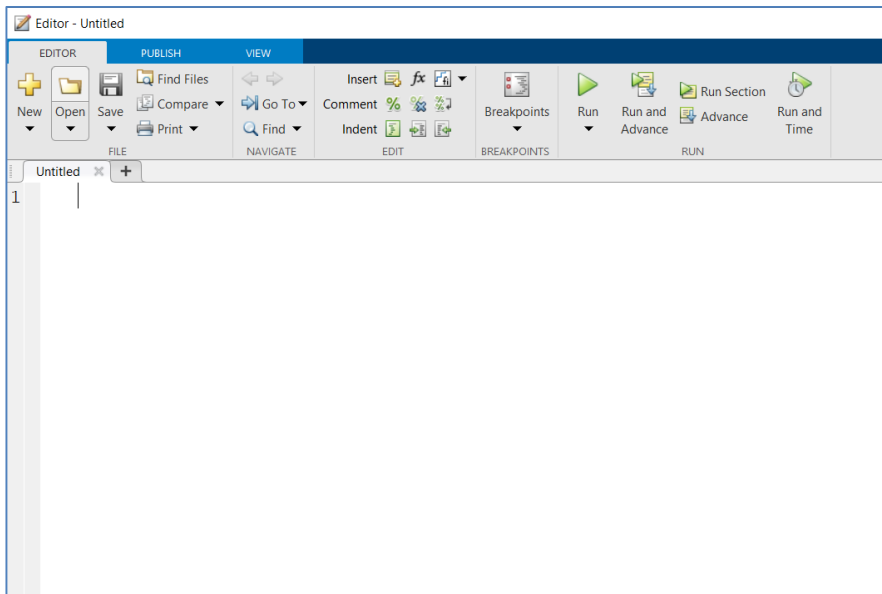 Editor - Untitled
EDITOR PUBLISH VIEW
New
Open
Save
Find Files
Compare
Print
FILE
Go To
Find
NAVIGATE
Insert fx
Comment %
Indent
EDIT
Breakpoints
BREAKPOINTS
Run
Run and
Advance
Run Section
Advance
Run and
Time
RUN
Untitled
1